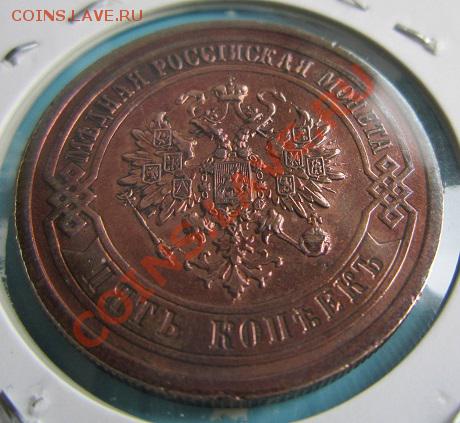 COINS.LAVE.RU
МѢДНАЯ РОССІЙСКАЯ МОНЕТА
ПЯТЬ КОПѢЕКЪ
COINS.LAVE.RU